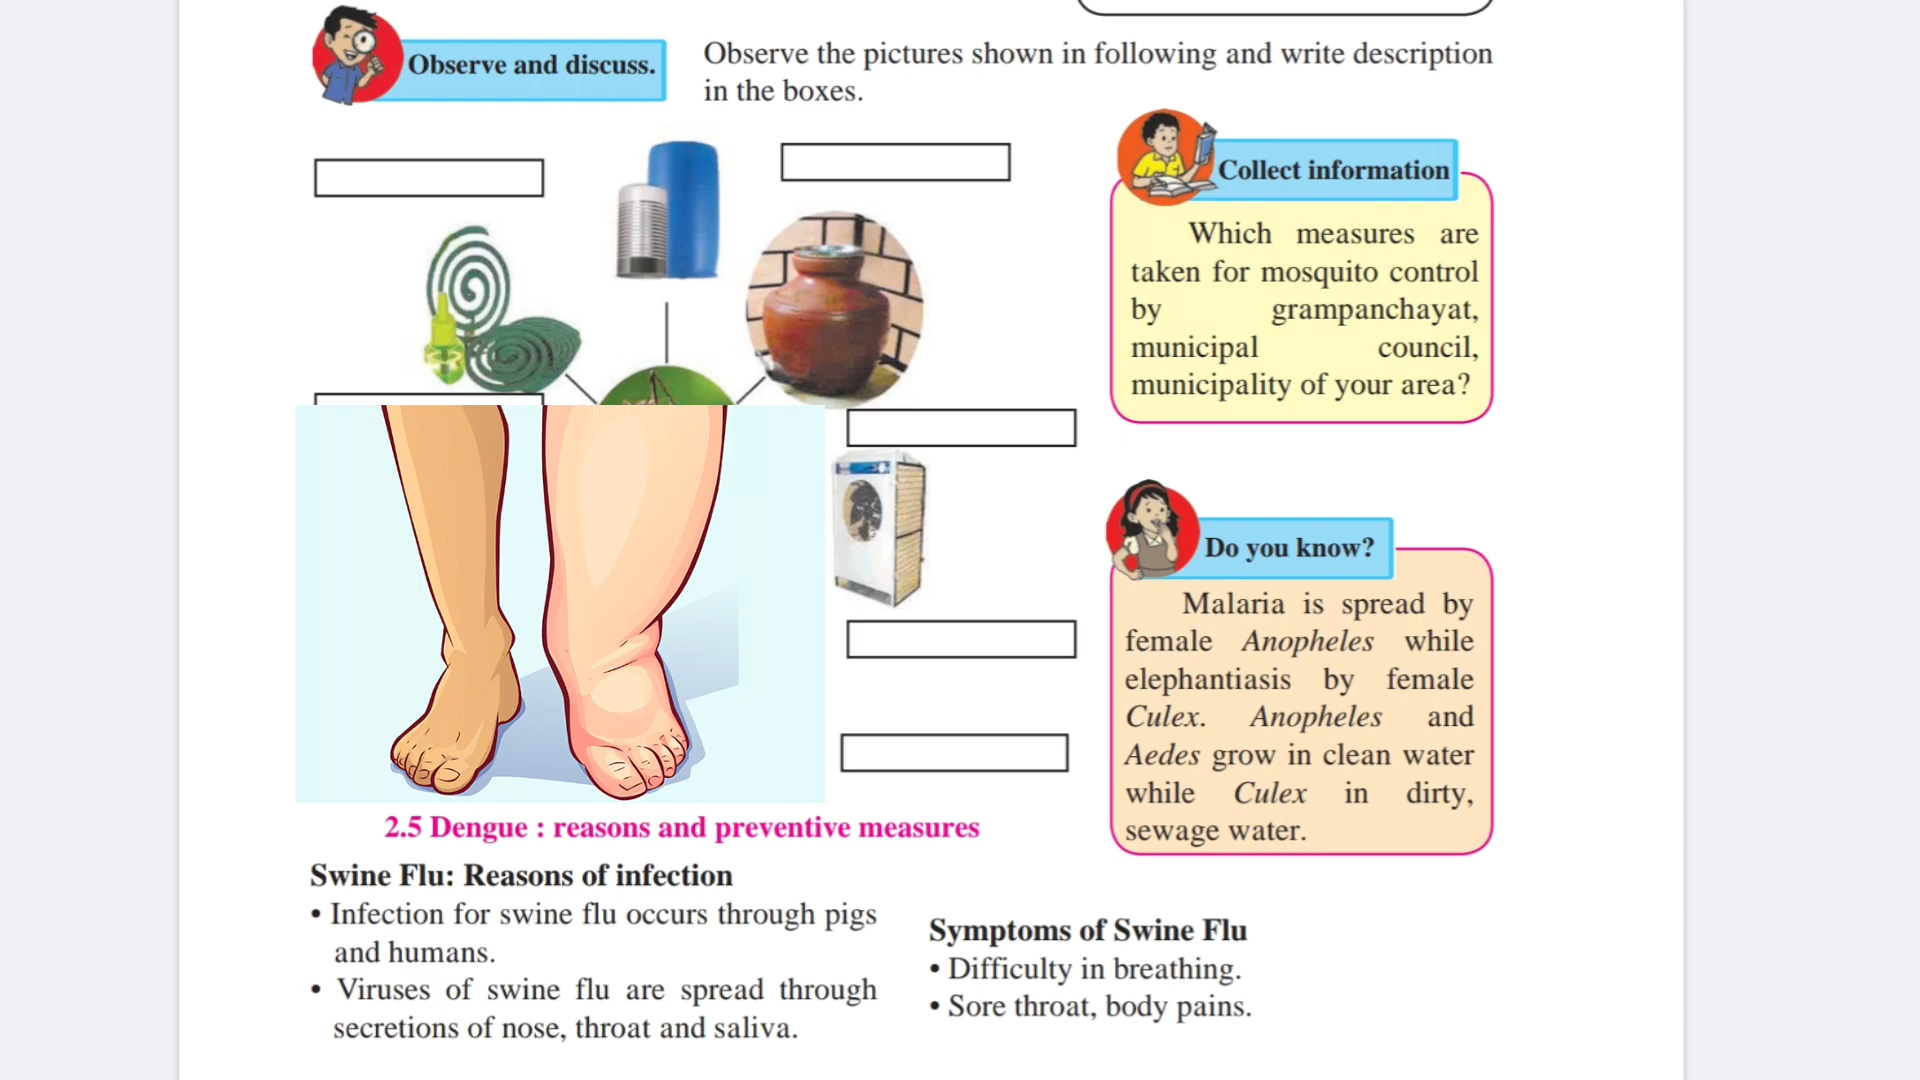 Observe and discuss.
Observe the pictures shown in following and write description
in the boxes.
Collect information
Which measures are
taken for mosquito control
by grampanchayat,
municipal council,
municipality of your area?
Do you know?
Malaria is spread by
female Anopheles while
elephantiasis by female
Culex. Anopheles and
Aedes grow in clean water
while Culex in dirty,
sewage water.
2.5 Dengue : reasons and preventive measures
Swine Flu: Reasons of infection
• Infection for swine flu occurs through pigs
and humans.
• Viruses of swine flu are spread through
secretions of nose, throat and saliva.
Symptoms of Swine Flu
• Difficulty in breathing.
• Sore throat, body pains.